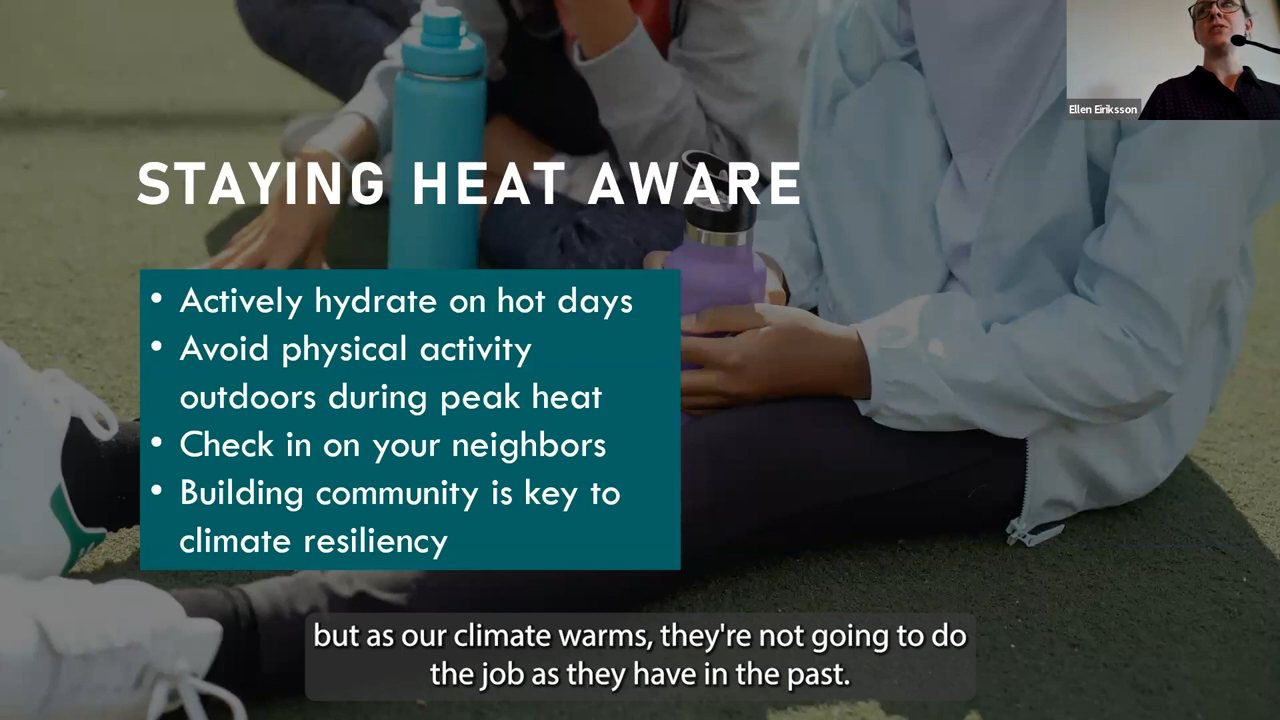 Ellen Eiriksson
STAYING HEAT AWARE
• Actively hydrate on hot days
• Avoid physical activity
outdoors during peak heat
• Check in on your neighbors
• Building community is key to
climate resiliency
but as our climate warms, they're not going to do
the job as they have in the past.